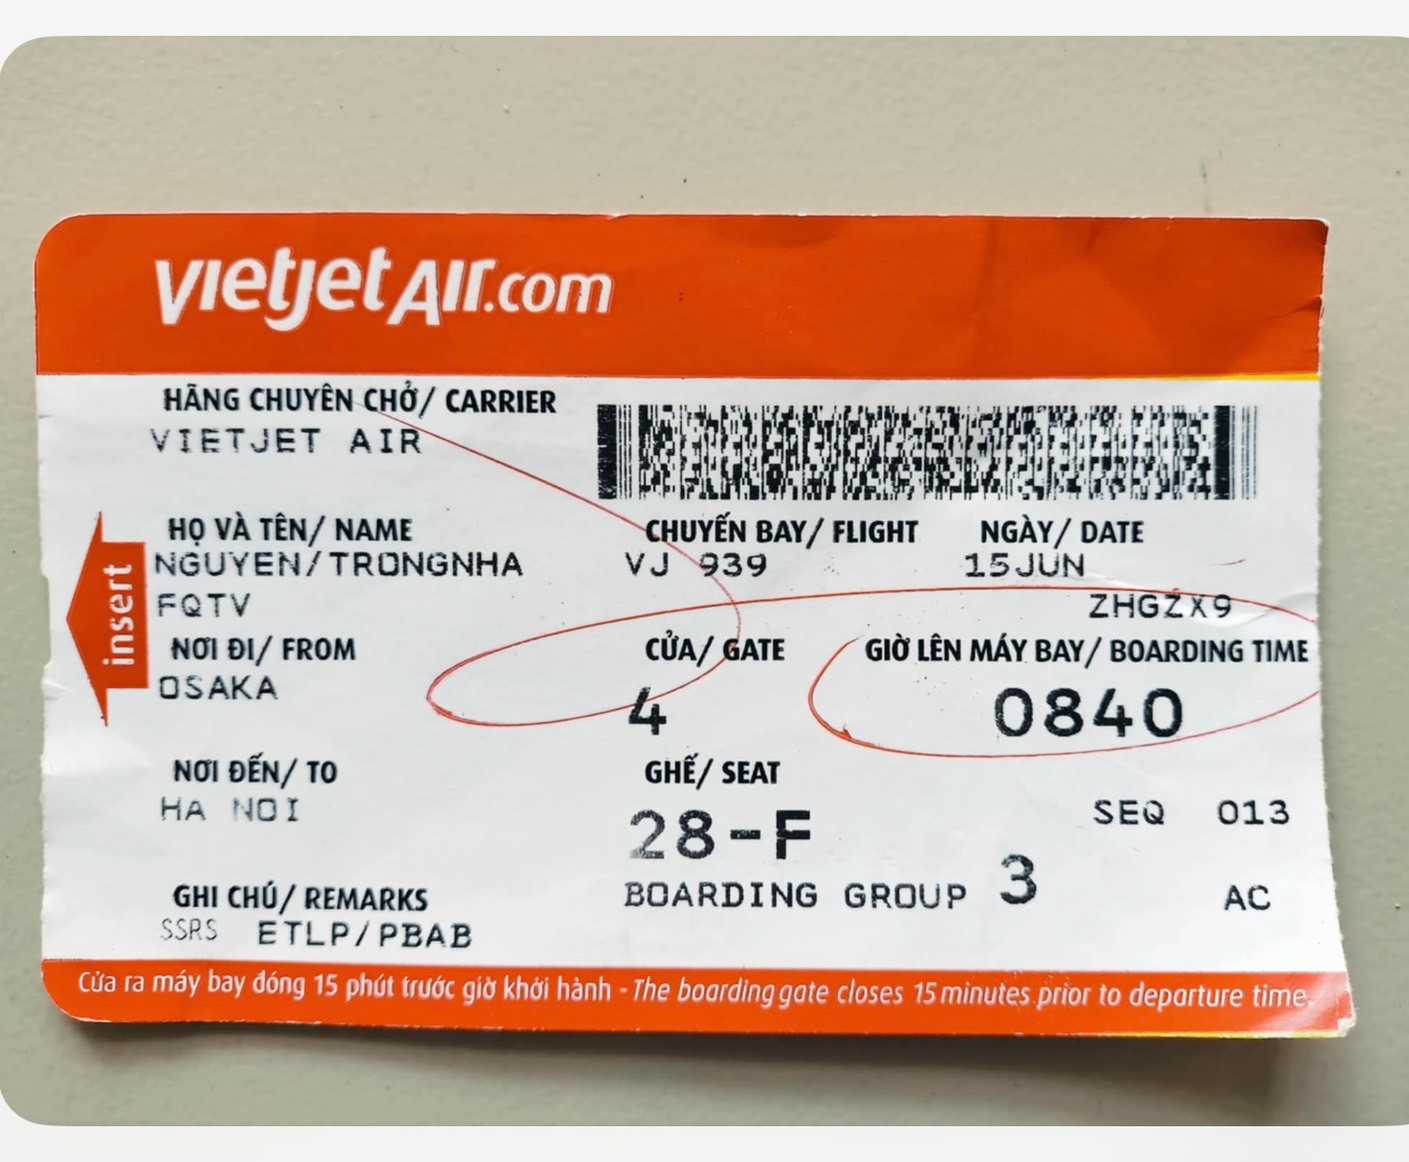 vietjetAir.com
HÃNG CHUYÊN CHỞ/ CARRIER
VIETJET AIR
HỌ VÀ TÊN/ NAME
NGUYEN/TRONGNHA
FQTV
CHUYẾN BAY/ FLIGHT
VJ 939
NGÀY/ DATE
15JUN
ZHGZX9
insert
NƠI ĐI/ FROM
OSAKA
CỬA/ GATE
4
GIỜ LÊN MÁY BAY/ BOARDING TIME
0840
NƠI ĐẾN/ TO
HA NOI
GHẾ/ SEAT
28-F
SEQ 013
BOARDING GROUP 3
AC
GHI CHÚ/ REMARKS
SSRS ETLP/PBAB
Cửa ra máy bay đóng 15 phút trước giờ khởi hành - The boarding gate closes 15 minutes prior to departure time.